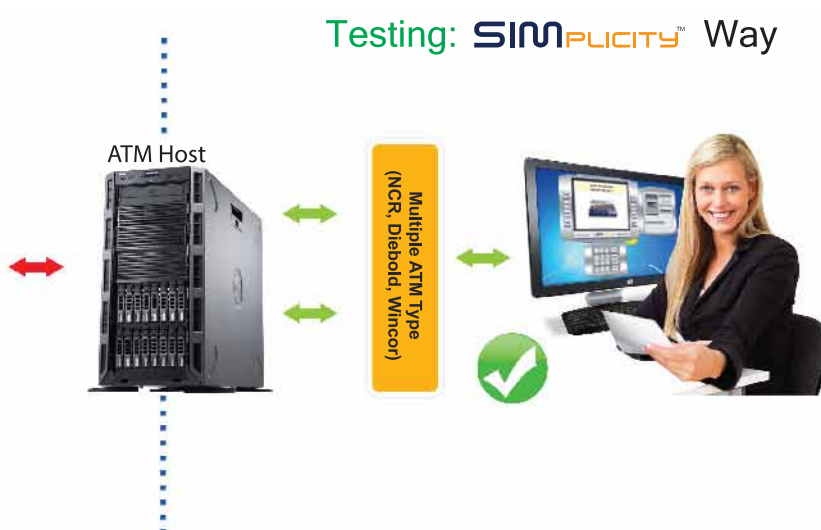 Testing: SIMPLICITY™ Way
ATM Host
Multiple ATM Type
(NCR, Diebold, Wincor)